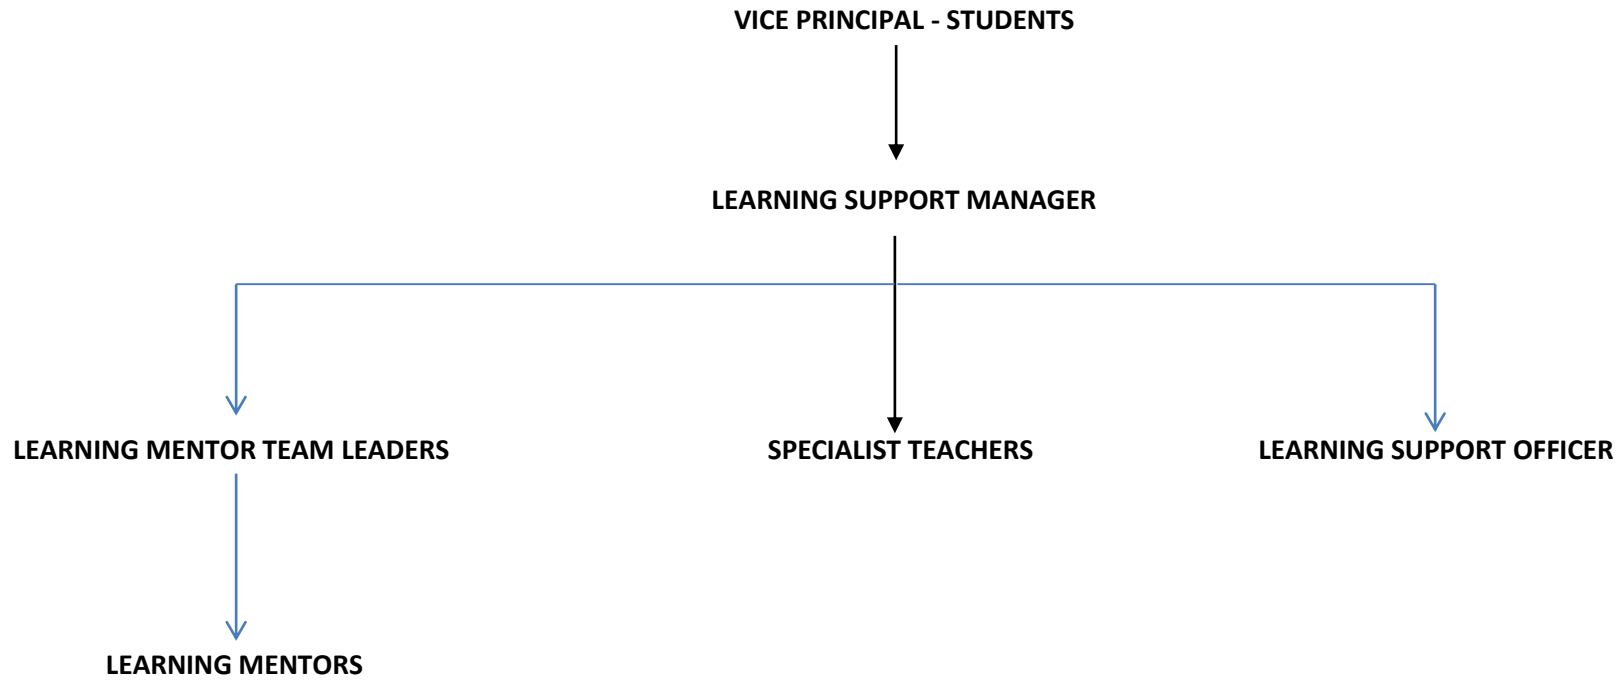 VICE PRINCIPAL - STUDENTS
LEARNING SUPPORT MANAGER
LEARNING MENTOR TEAM LEADERS
SPECIALIST TEACHERS
LEARNING SUPPORT OFFICER
LEARNING MENTORS